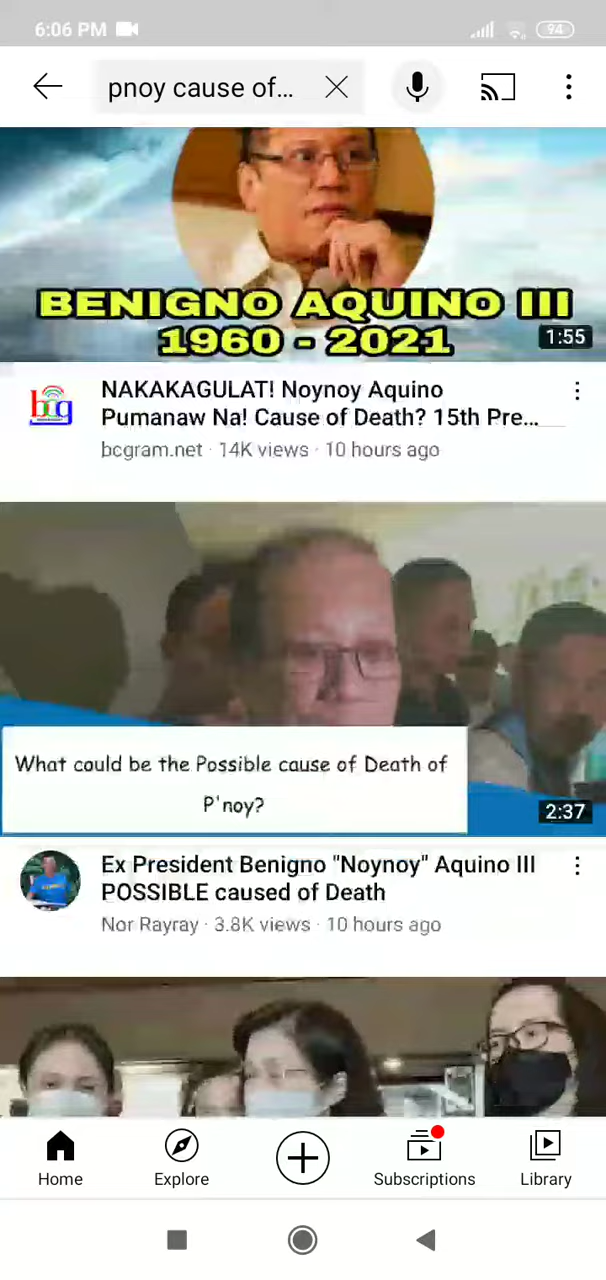 6:06 PM
94
pnoy cause of...
BENIGNO AQUINO III
1960 - 2021
1:55
bcg
NAKAKAGULAT! Noynoy Aquino
Pumanaw Na! Cause of Death? 15th Pre...
bcgram.net · 14K views · 10 hours ago
What could be the Possible cause of Death of
P'noy?
2:37
Ex President Benigno "Noynoy" Aquino III
POSSIBLE caused of Death
Nor Rayray · 3.8K views · 10 hours ago
Home
Explore
Subscriptions
Library